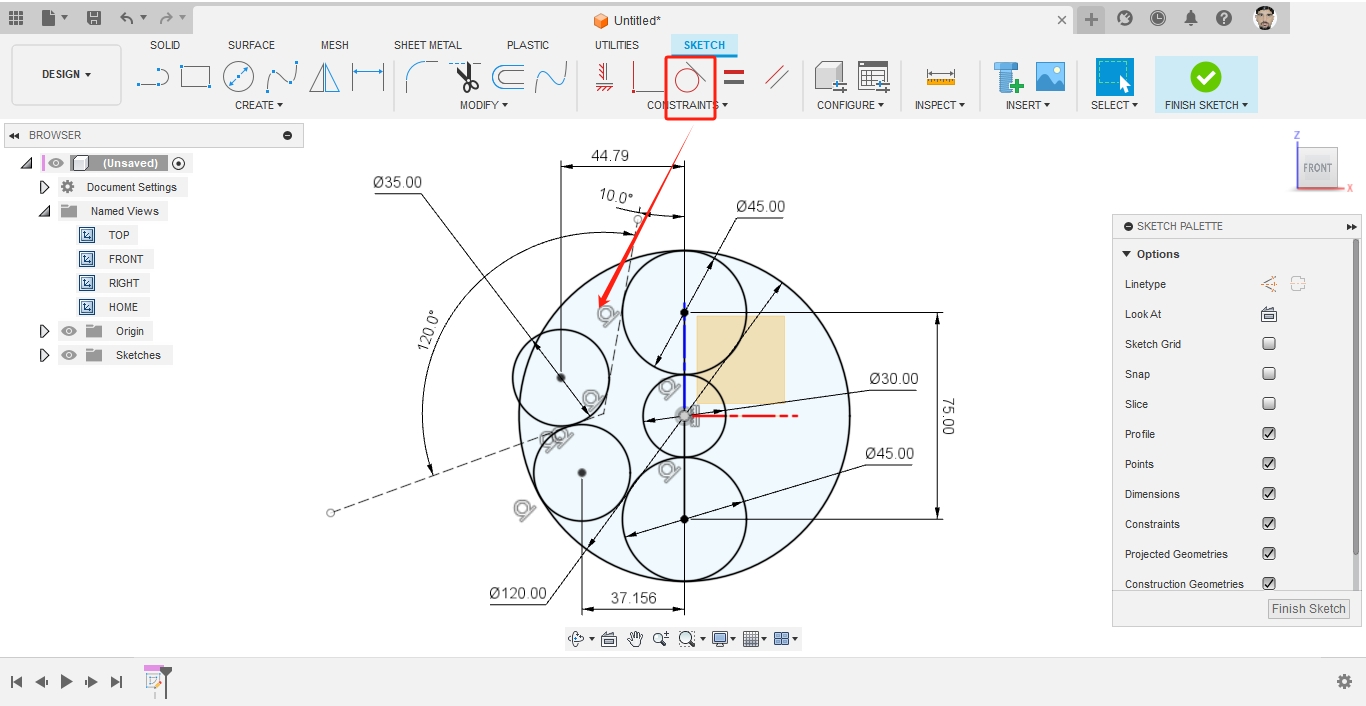 Untitled*
DESIGN
SOLID
SURFACE
MESH
SHEET METAL
PLASTIC
UTILITIES
SKETCH
CREATE
MODIFY
CONSTRAINTS
CONFIGURE
INSPECT
INSERT
SELECT
FINISH SKETCH
BROWSER
(Unsaved)
Document Settings
Named Views
TOP
FRONT
RIGHT
HOME
Origin
Sketches
44.79
Ø35.00
10.0°
Ø45.00
120.0°
Ø30.00
75.00
Ø45.00
Ø120.00
37.156
Z
FRONT
X
SKETCH PALETTE
Options
Linetype
Look At
Sketch Grid
Snap
Slice
Profile
Points
Dimensions
Constraints
Projected Geometries
Construction Geometries
Finish Sketch